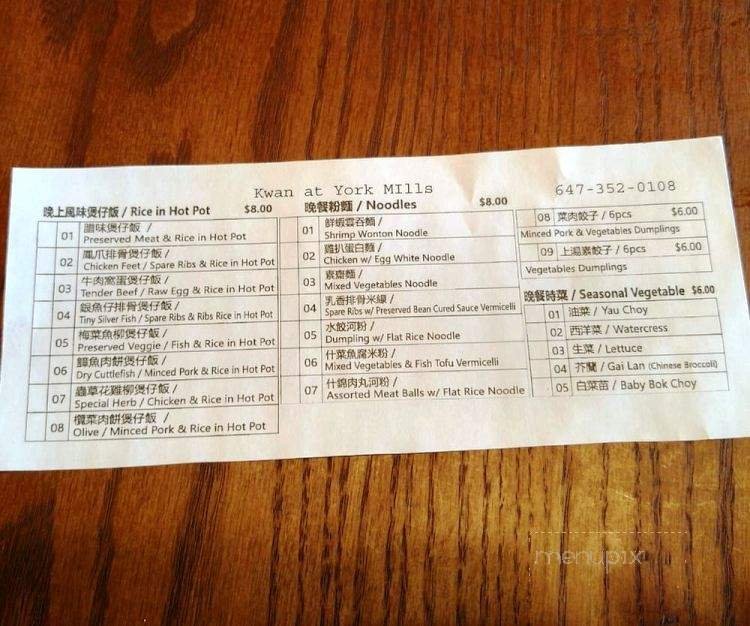 Kwan at York MIlls
647-352-0108
晚上風味煲仔飯 / Rice in Hot Pot $8.00
01 腊味煲仔飯 /
Preserved Meat & Rice in Hot Pot
02 鳳爪排骨煲仔飯 /
Chicken Feet / Spare Ribs & Rice in Hot Pot
03 牛肉窩蛋煲仔飯 /
Tender Beef / Raw Egg & Rice in Hot Pot
04 銀魚仔排骨煲仔飯 /
Tiny Silver Fish / Spare Ribs & Ribs Rice in Hot Pot
05 梅菜魚柳煲仔飯 /
Preserved Veggie / Fish & Rice in Hot Pot
06 鱆魚肉餅煲仔飯 /
Dry Cuttlefish / Minced Pork & Rice in Hot Pot
07 蟲草花雞柳煲仔飯 /
Special Herb / Chicken & Rice in Hot Pot
08 欖菜肉餅煲仔飯 /
Olive / Minced Pork & Rice in Hot Pot
晚餐粉麵 / Noodles $8.00
01 鮮蝦雲吞麵 /
Shrimp Wonton Noodle
02 雞扒蛋白麵 /
Chicken w/ Egg White Noodle
03 素齋麵 /
Mixed Vegetables Noodle
04 乳香排骨米線 /
Spare Ribs w/ Preserved Bean Cured Sauce Vermicelli
05 水餃河粉 /
Dumpling w/ Flat Rice Noodle
06 什菜魚腐米粉 /
Mixed Vegetables & Fish Tofu Vermicelli
07 什錦肉丸河粉 /
Assorted Meat Balls w/ Flat Rice Noodle
08 菜肉餃子 / 6pcs $6.00
Minced Pork & Vegetables Dumplings
09 上湯素餃子 / 6pcs $6.00
Vegetables Dumplings
晚餐時菜 / Seasonal Vegetable $6.00
01 油菜 / Yau Choy
02 西洋菜 / Watercress
03 生菜 / Lettuce
04 芥蘭 / Gai Lan (Chinese Broccoli)
05 白菜苗 / Baby Bok Choy
menupix